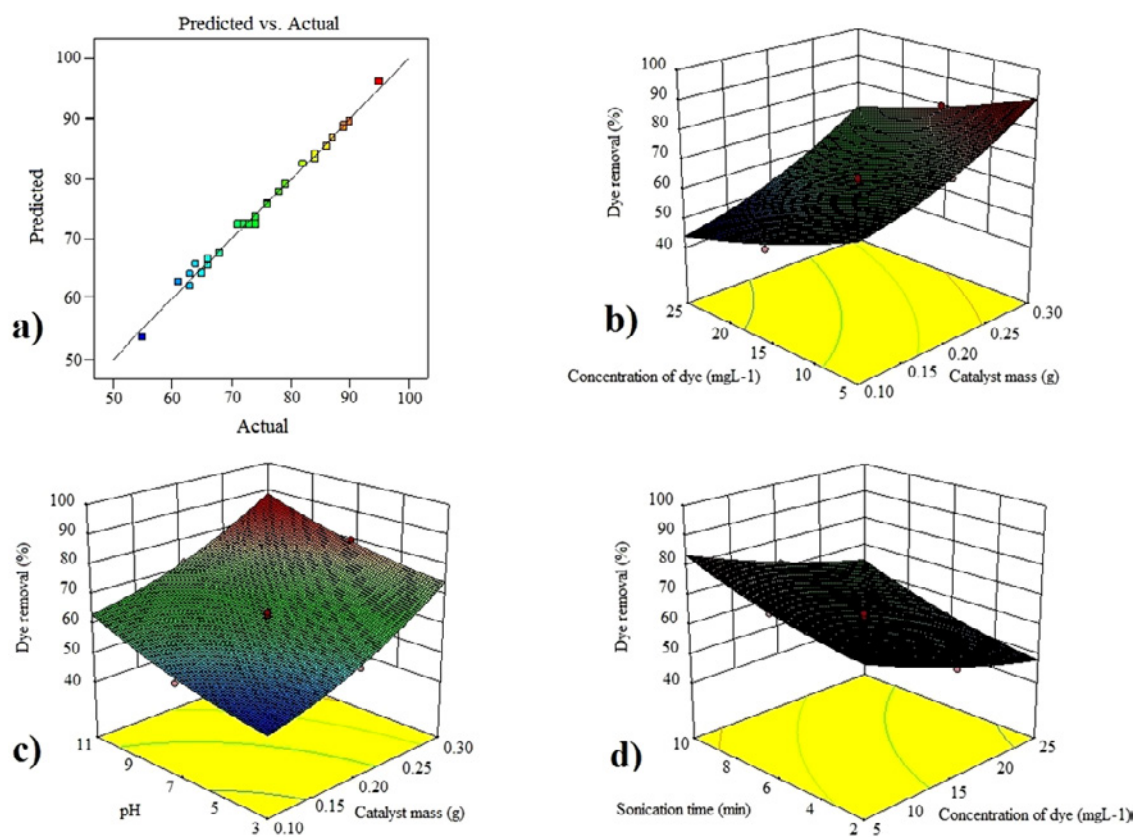 Predicted vs. Actual
100
90
80
70
60
50
Predicted
50 60 70 80 90 100
Actual
a)
100
90
80
70
60
50
40
Dye removal (%)
25 20 15 10 5
Concentration of dye (mgL-1)
0.10 0.15 0.20 0.25 0.30
Catalyst mass (g)
b)
100
90
80
70
60
50
40
Dye removal (%)
11 9 7 5 3
pH
0.10 0.15 0.20 0.25 0.30
Catalyst mass (g)
c)
100
90
80
70
60
50
40
Dye removal (%)
10 8 6 4 2
Sonication time (min)
5 10 15 20 25
Concentration of dye (mgL-1)
d)